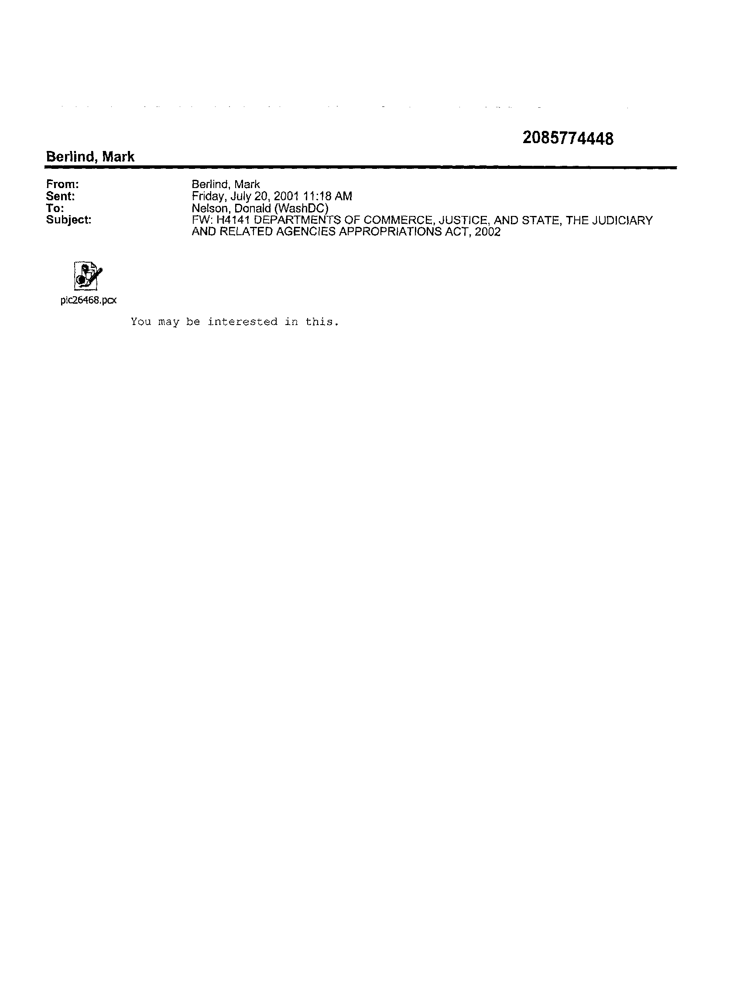 2085774448
Berlind, Mark
From: Berlind, Mark
Sent: Friday, July 20, 2001 11:18 AM
To: Nelson, Donald (WashDC)
Subject: FW: H4141 DEPARTMENTS OF COMMERCE, JUSTICE, AND STATE, THE JUDICIARY
AND RELATED AGENCIES APPROPRIATIONS ACT, 2002
pic26468.pcx
You may be interested in this.